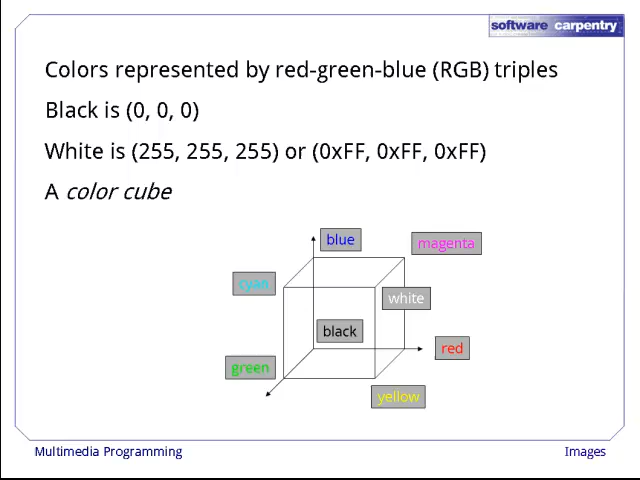 software carpentry
Colors represented by red-green-blue (RGB) triples
Black is (0, 0, 0)
White is (255, 255, 255) or (0xFF, 0xFF, 0xFF)
A color cube
blue
magenta
cyan
white
black
red
green
yellow
Multimedia Programming
Images